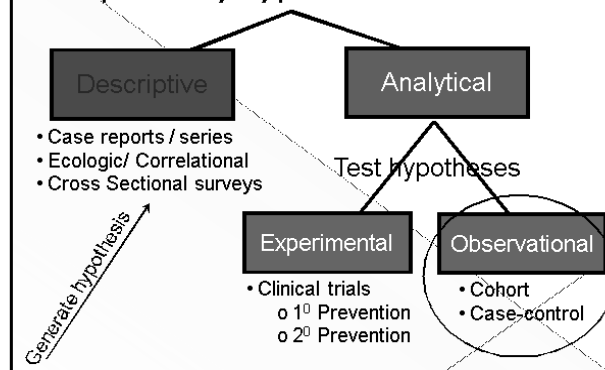 Descriptive
Analytical
• Case reports / series
• Ecologic/ Correlational
• Cross Sectional surveys
Test hypotheses
Generate hypothesis
Experimental
Observational
• Clinical trials
o 1⁰ Prevention
o 2⁰ Prevention
• Cohort
• Case-control